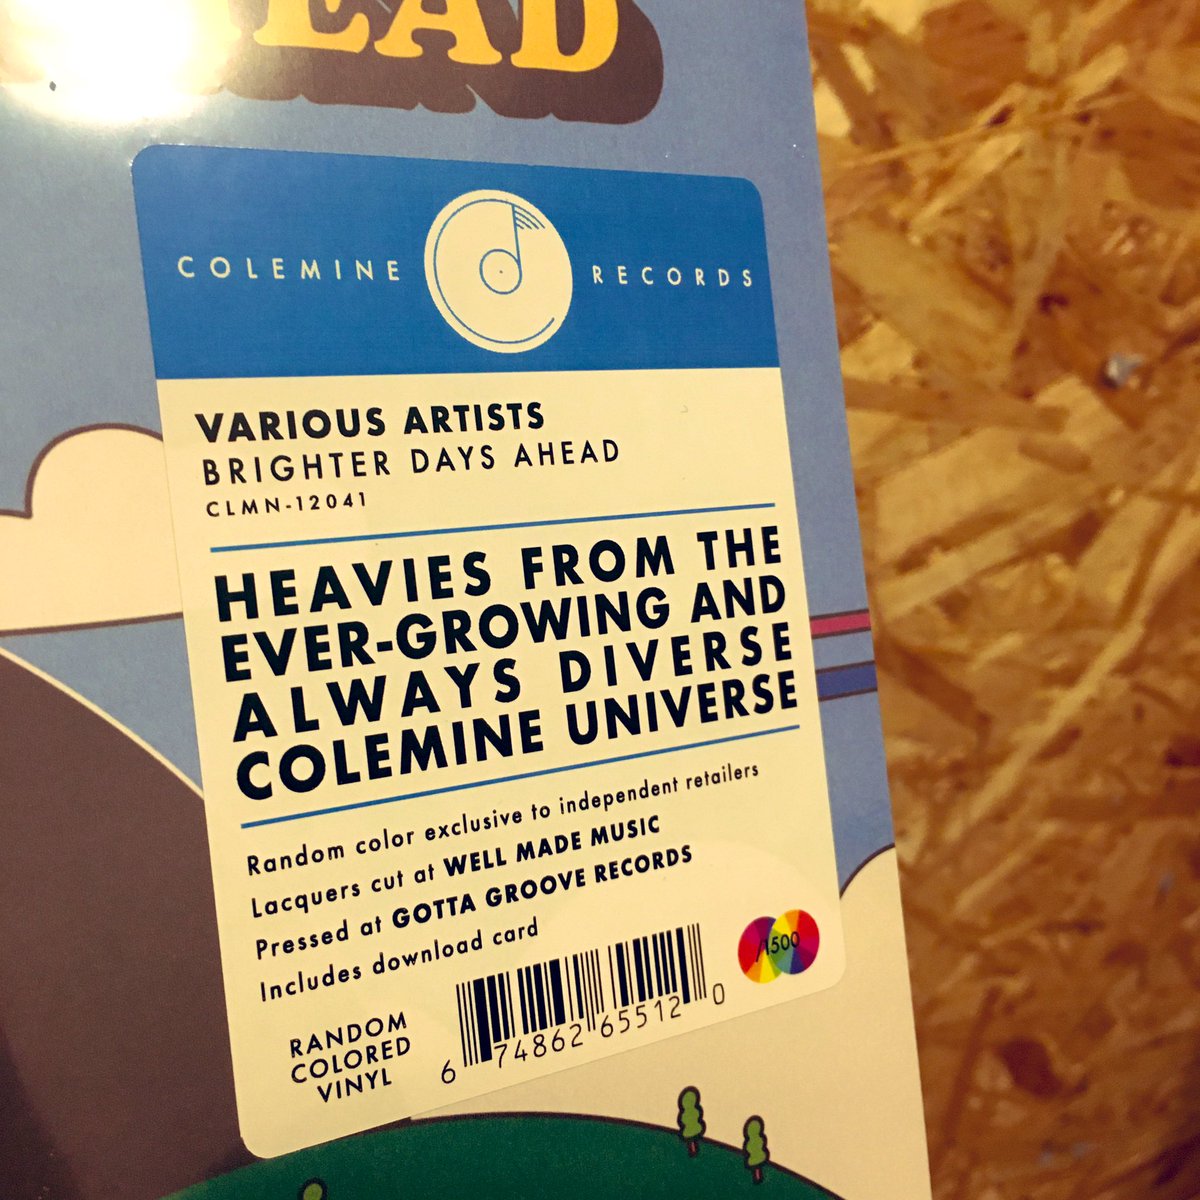 EAD
COLEMINE RECORDS
VARIOUS ARTISTS
BRIGHTER DAYS AHEAD
CLMN-12041
HEAVIES FROM THE
EVER-GROWING AND
ALWAYS DIVERSE
COLEMINE UNIVERSE
Random color exclusive to independent retailers
Lacquers cut at WELL MADE MUSIC
Pressed at GOTTA GROOVE RECORDS
Includes download card
RANDOM
COLORED
VINYL
6 74862 65512 0
/1500